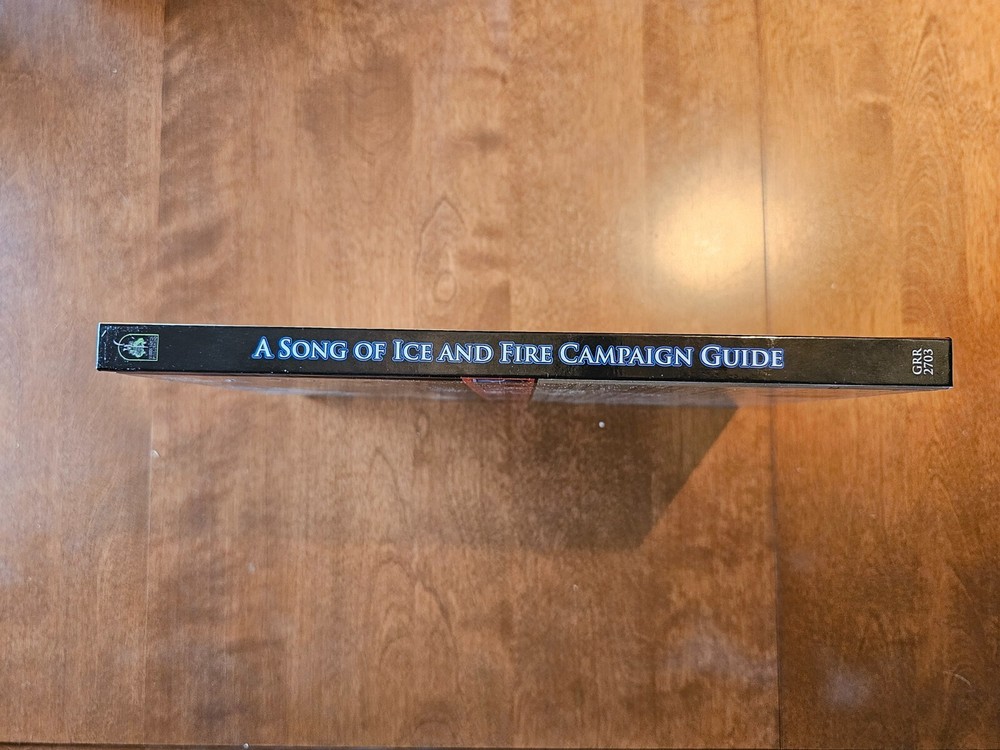 A SONG OF ICE AND FIRE CAMPAIGN GUIDE
GRR
2703